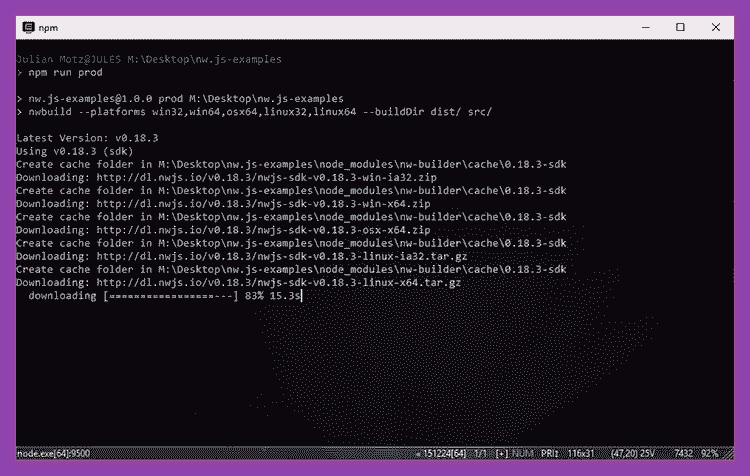 npm
Julian Motz@JULES M:\Desktop\nw.js-examples
> npm run prod
> nw.js-examples@1.0.0 prod M:\Desktop\nw.js-examples
> nwbuild --platforms win32,win64,osx64,linux32,linux64 --buildDir dist/ src/
Latest Version: v0.18.3
Using v0.18.3 (sdk)
Create cache folder in M:\Desktop\nw.js-examples\node_modules\nw-builder\cache\0.18.3-sdk
Downloading: http://dl.nwjs.io/v0.18.3/nwjs-sdk-v0.18.3-win-ia32.zip
Create cache folder in M:\Desktop\nw.js-examples\node_modules\nw-builder\cache\0.18.3-sdk
Downloading: http://dl.nwjs.io/v0.18.3/nwjs-sdk-v0.18.3-win-x64.zip
Create cache folder in M:\Desktop\nw.js-examples\node_modules\nw-builder\cache\0.18.3-sdk
Downloading: http://dl.nwjs.io/v0.18.3/nwjs-sdk-v0.18.3-osx-x64.zip
Create cache folder in M:\Desktop\nw.js-examples\node_modules\nw-builder\cache\0.18.3-sdk
Downloading: http://dl.nwjs.io/v0.18.3/nwjs-sdk-v0.18.3-linux-ia32.tar.gz
Create cache folder in M:\Desktop\nw.js-examples\node_modules\nw-builder\cache\0.18.3-sdk
Downloading: http://dl.nwjs.io/v0.18.3/nwjs-sdk-v0.18.3-linux-x64.tar.gz
downloading [=================---] 83% 15.3s
node.exe[64]:9500 « 151224[64] 1/1 [+] NUM PRI↕ 116x31 (47,20) 25V 7432 92%